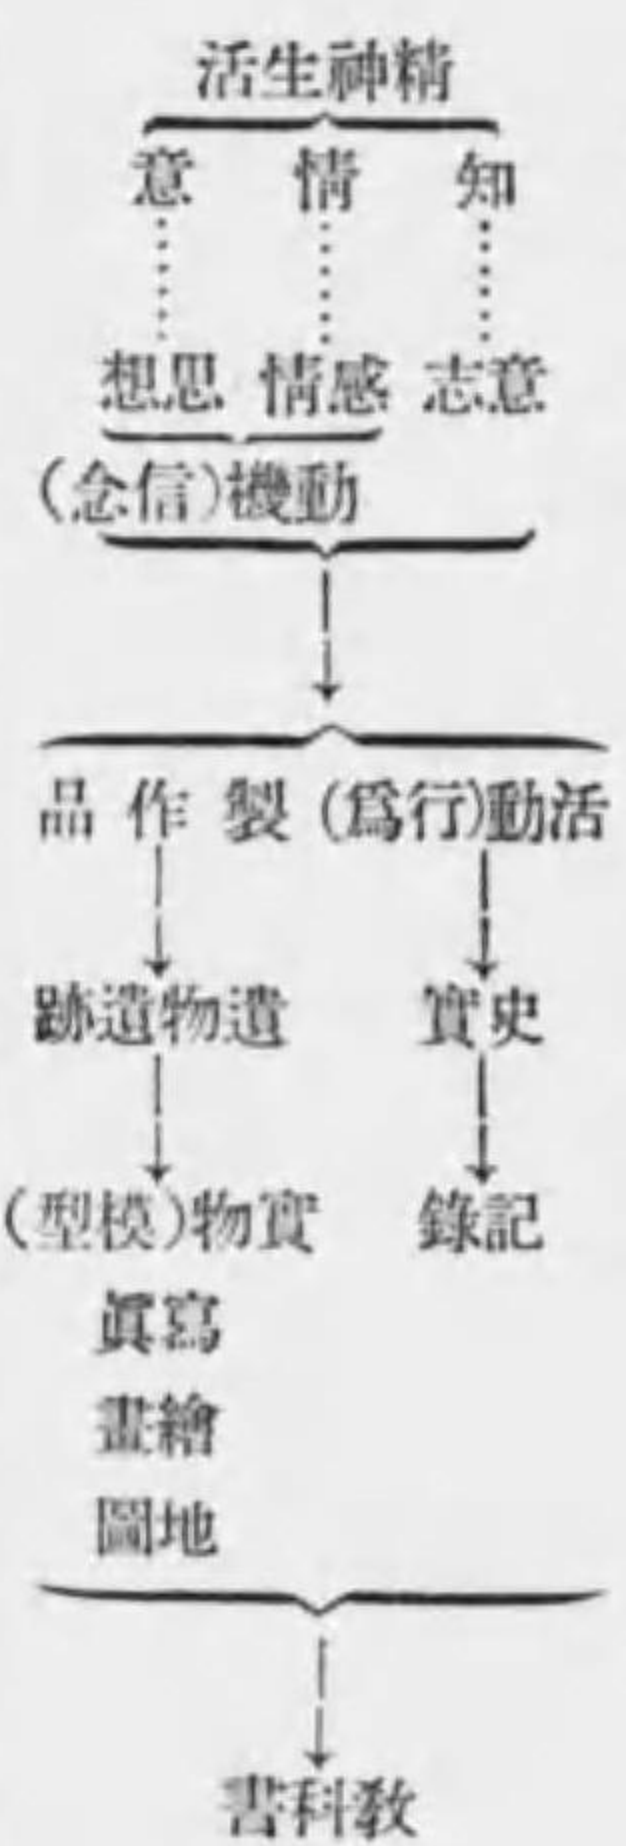 精神生活
知 情 意
意志 感情 思想
動機(信念)
活動(行爲) 製作品
史實 遺物遺跡
記錄 實物(模型)
寫眞
繪畫
地圖
敎科書